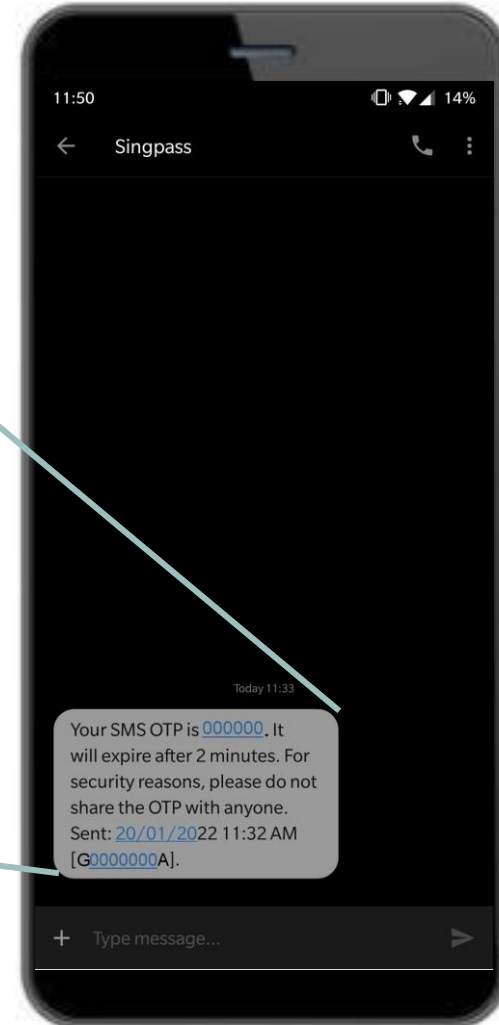 11:50
14%
Singpass
Today 11:33
Your SMS OTP is 000000. It
will expire after 2 minutes. For
security reasons, please do not
share the OTP with anyone.
Sent: 20/01/2022 11:32 AM
[G0000000A].
+ Type message...